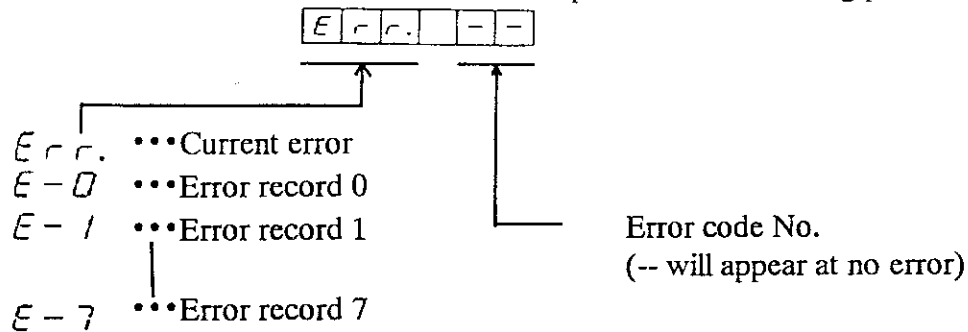 Err. --
Err. •••Current error
E-0 •••Error record 0
E-1 •••Error record 1
Error code No.
(-- will appear at no error)
E-7 •••Error record 7